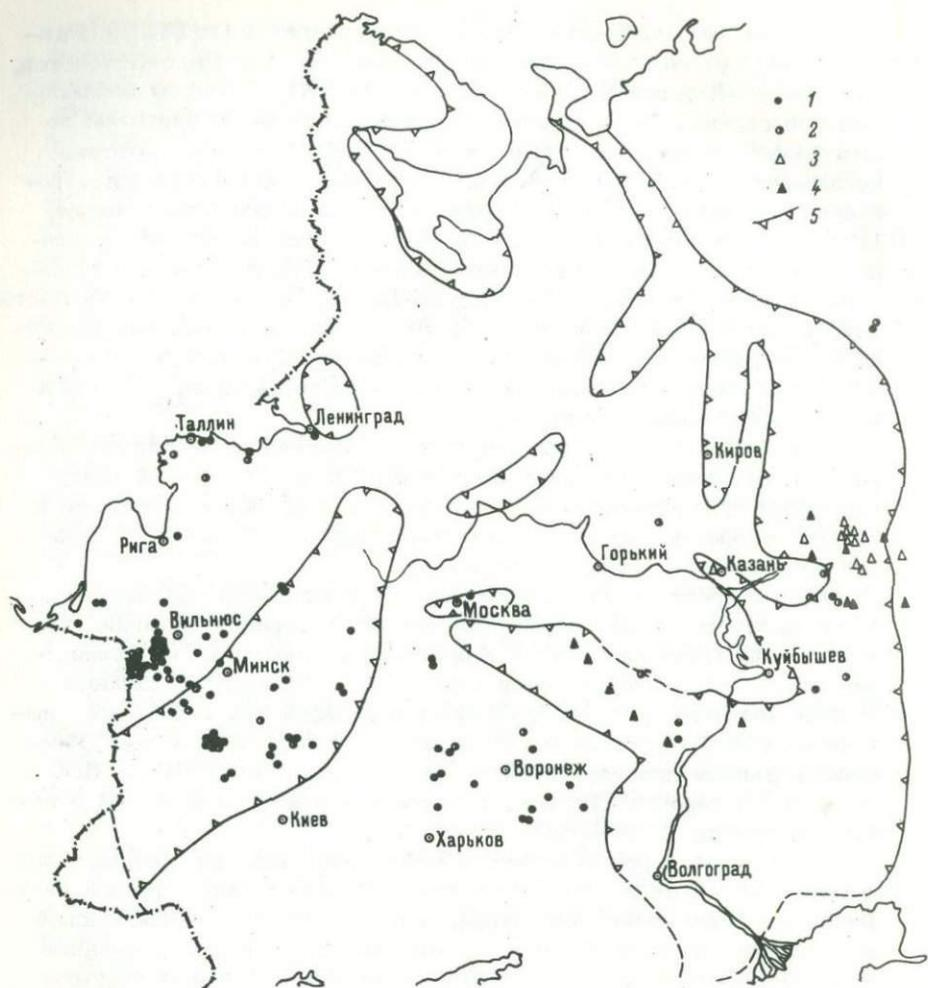 1
2
3
4
5
Таллин
Ленинград
Киров
Рига
Горький
Казань
Москва
Вильнюс
Минск
Куйбышев
Воронеж
Киев
Харьков
Волгоград